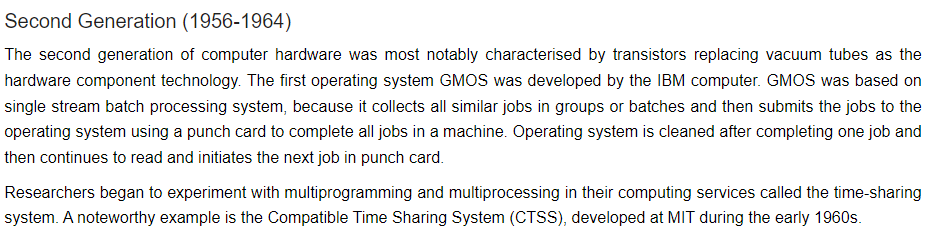 Second Generation (1956-1964)
The second generation of computer hardware was most notably characterised by transistors replacing vacuum tubes as the
hardware component technology. The first operating system GMOS was developed by the IBM computer. GMOS was based on
single stream batch processing system, because it collects all similar jobs in groups or batches and then submits the jobs to the
operating system using a punch card to complete all jobs in a machine. Operating system is cleaned after completing one job and
then continues to read and initiates the next job in punch card.
Researchers began to experiment with multiprogramming and multiprocessing in their computing services called the time-sharing
system. A noteworthy example is the Compatible Time Sharing System (CTSS), developed at MIT during the early 1960s.